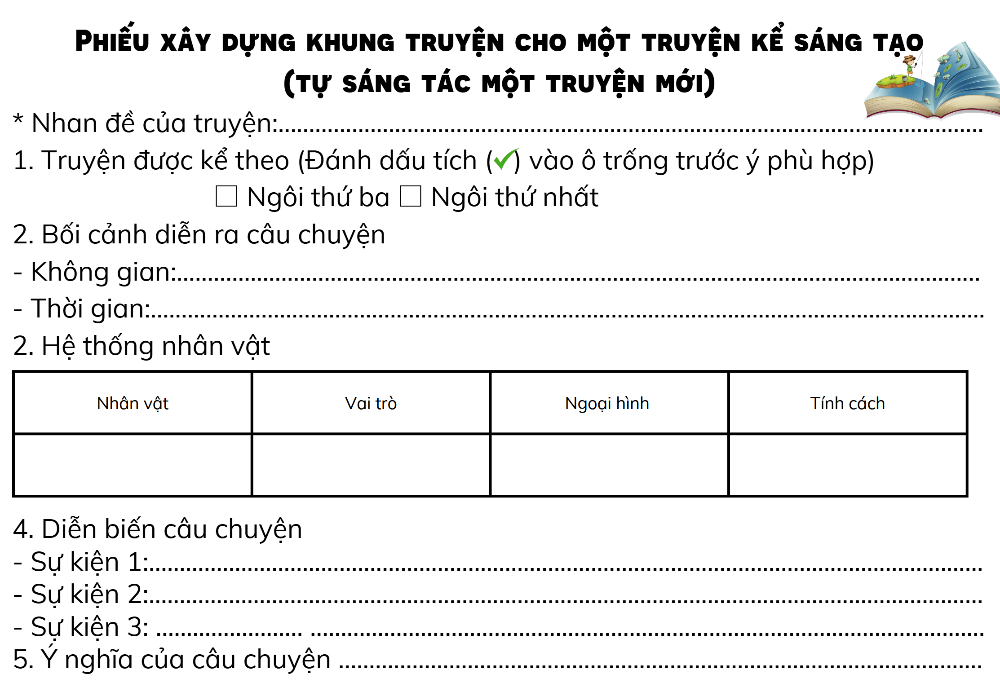 Phiếu xây dựng khung truyện cho một truyện kể sáng tạo
(tự sáng tác một truyện mới)
* Nhan đề của truyện:..........................................................................................................
1. Truyện được kể theo (Đánh dấu tích (✓) vào ô trống trước ý phù hợp)
☐ Ngôi thứ ba ☐ Ngôi thứ nhất
2. Bối cảnh diễn ra câu chuyện
- Không gian:..........................................................................................................
- Thời gian:..........................................................................................................
2. Hệ thống nhân vật
Nhân vật Vai trò Ngoại hình Tính cách
4. Diễn biến câu chuyện
- Sự kiện 1:..........................................................................................................
- Sự kiện 2:..........................................................................................................
- Sự kiện 3: ........................ ..................................................................................
5. Ý nghĩa của câu chuyện ..........................................................................................